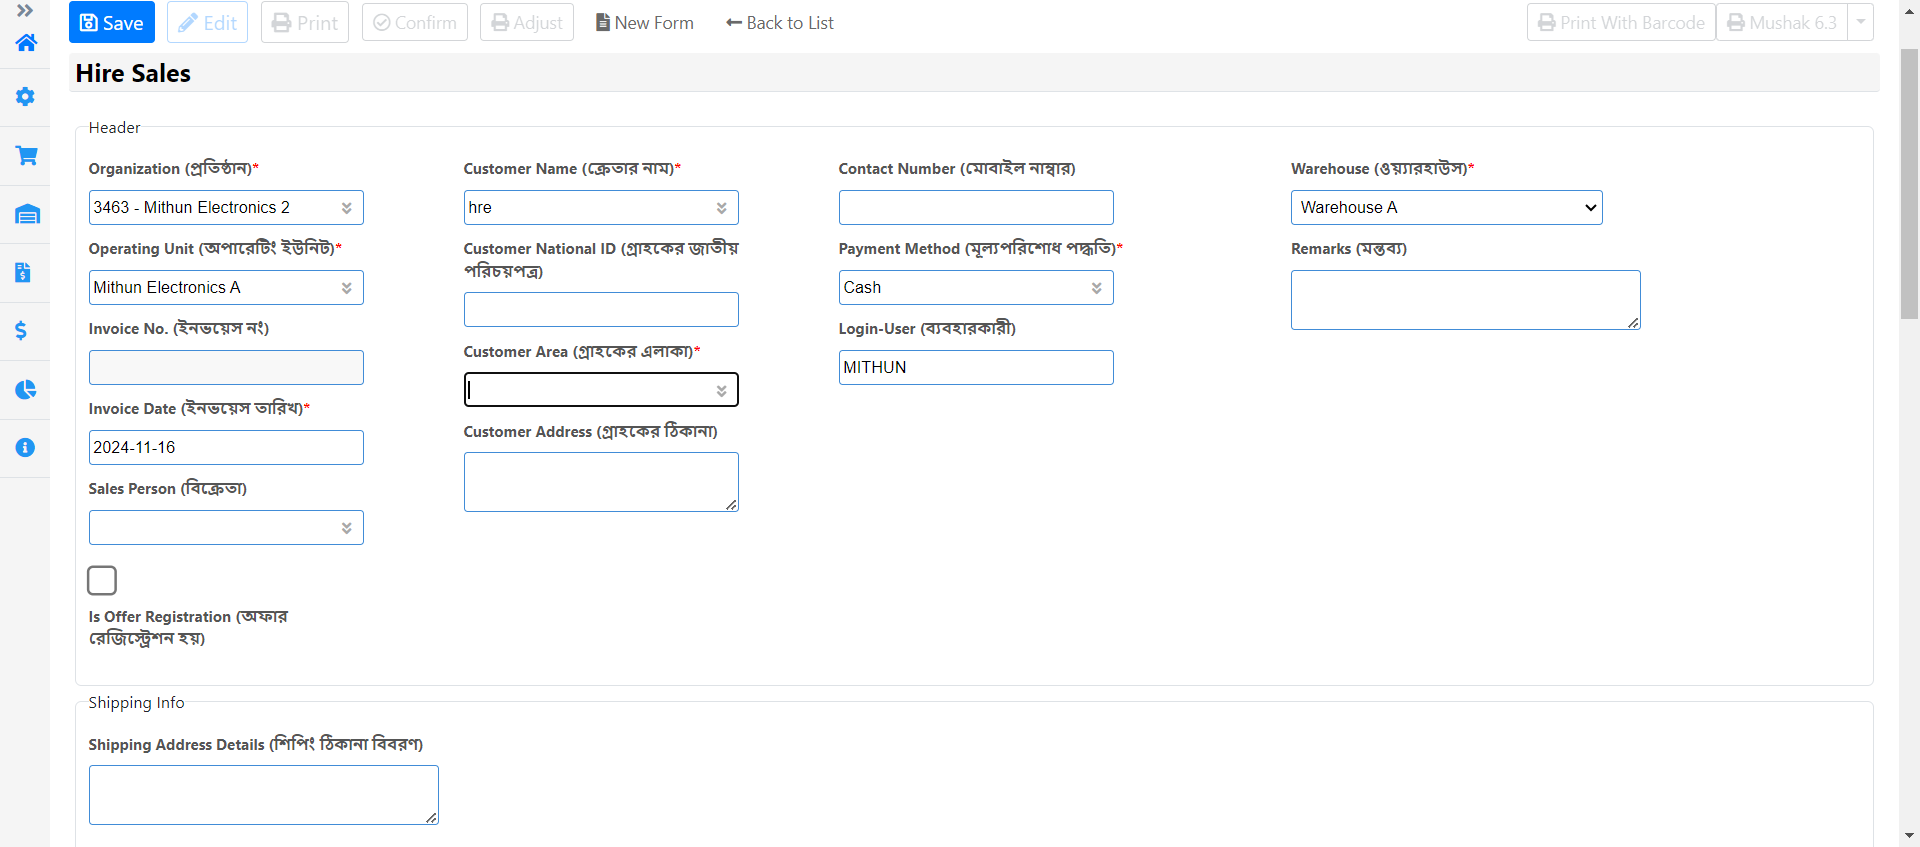 Save Edit Print Confirm Adjust New Form Back to List Print With Barcode Mushak 6.3
Hire Sales
Header
Organization (প্রতিষ্ঠান)*
3463 - Mithun Electronics 2
Operating Unit (অপারেটিং ইউনিট)*
Mithun Electronics A
Invoice No. (ইনভয়েস নং)
Invoice Date (ইনভয়েস তারিখ)*
2024-11-16
Sales Person (বিক্রেতা)
Is Offer Registration (অফার
রেজিস্ট্রেশন হয়)
Customer Name (ক্রেতার নাম)*
hre
Customer National ID (গ্রাহকের জাতীয়
পরিচয়পত্র)
Customer Area (গ্রাহকের এলাকা)*
Customer Address (গ্রাহকের ঠিকানা)
Contact Number (মোবাইল নাম্বার)
Payment Method (মূল্যপরিশোধ পদ্ধতি)*
Cash
Login-User (ব্যবহারকারী)
MITHUN
Warehouse (ওয়্যারহাউস)*
Warehouse A
Remarks (মন্তব্য)
Shipping Info
Shipping Address Details (শিপিং ঠিকানা বিবরণ)